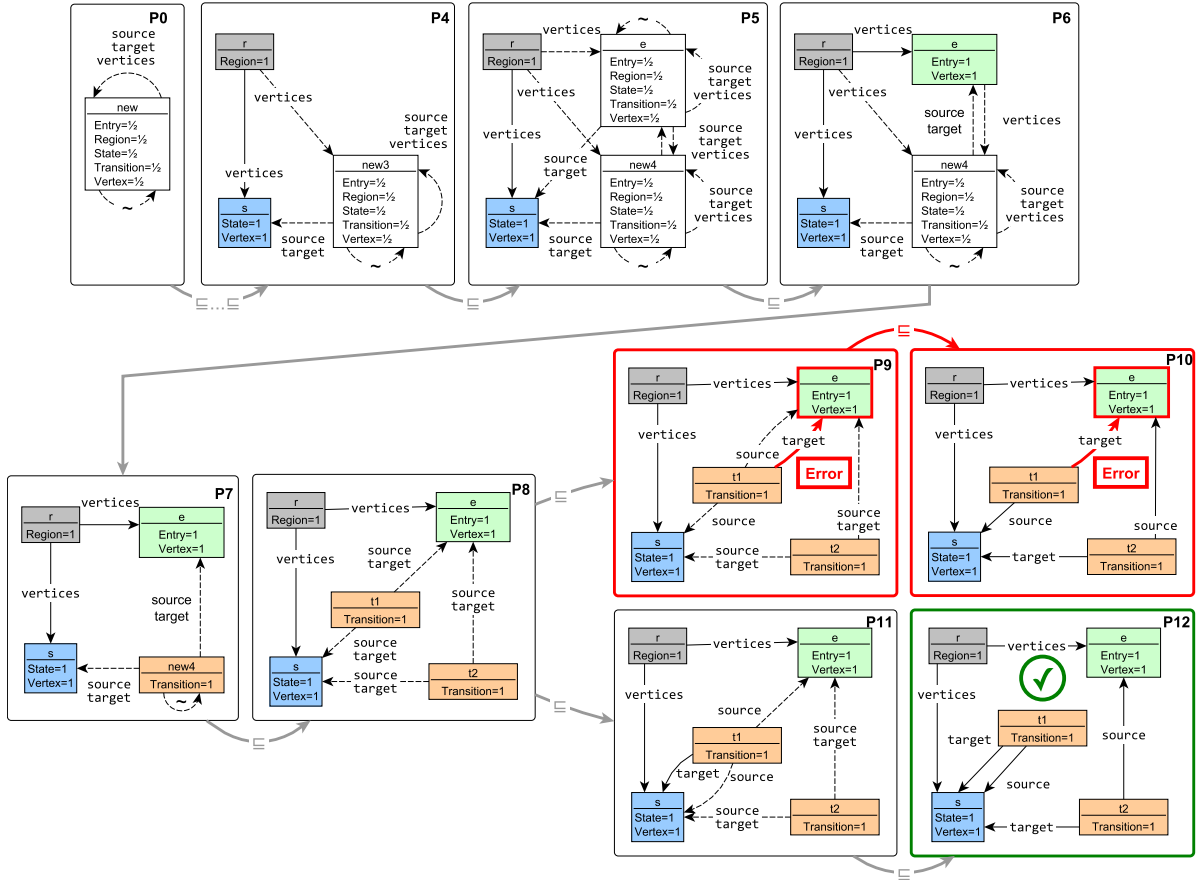 P0
source
target
vertices
new
Entry=½
Region=½
State=½
Transition=½
Vertex=½
~
P4
r
Region=1
vertices
vertices
source
target
vertices
new3
Entry=½
Region=½
State=½
Transition=½
Vertex=½
s
State=1
Vertex=1
source
target
~
P5
vertices
~
r
Region=1
e
Entry=½
Region=½
State=½
Transition=½
Vertex=½
source
target
vertices
vertices
vertices
source
target
vertices
source
target
new4
Entry=½
Region=½
State=½
Transition=½
Vertex=½
source
target
vertices
s
State=1
Vertex=1
source
target
~
P6
r
Region=1
vertices
e
Entry=1
Vertex=1
vertices
vertices
source
target
vertices
new4
Entry=½
Region=½
State=½
Transition=½
Vertex=½
source
target
vertices
s
State=1
Vertex=1
source
target
~
⊑...⊑
⊑
⊑
P7
vertices
r
Region=1
e
Entry=1
Vertex=1
vertices
source
target
s
State=1
Vertex=1
new4
Transition=1
source
target
~
⊑
P8
r
Region=1
vertices
e
Entry=1
Vertex=1
vertices
source
target
t1
Transition=1
source
target
source
target
s
State=1
Vertex=1
source
target
t2
Transition=1
⊑
⊑
⊑
P9
r
Region=1
vertices
e
Entry=1
Vertex=1
vertices
target
source
Error
t1
Transition=1
source
source
target
s
State=1
Vertex=1
source
target
t2
Transition=1
P10
r
Region=1
vertices
e
Entry=1
Vertex=1
vertices
target
Error
t1
Transition=1
source
source
s
State=1
Vertex=1
target
t2
Transition=1
P11
r
Region=1
vertices
e
Entry=1
Vertex=1
vertices
source
t1
Transition=1
source
target
target
source
s
State=1
Vertex=1
source
target
t2
Transition=1
P12
r
Region=1
vertices
e
Entry=1
Vertex=1
vertices
t1
Transition=1
target
source
source
s
State=1
Vertex=1
target
t2
Transition=1
⊑